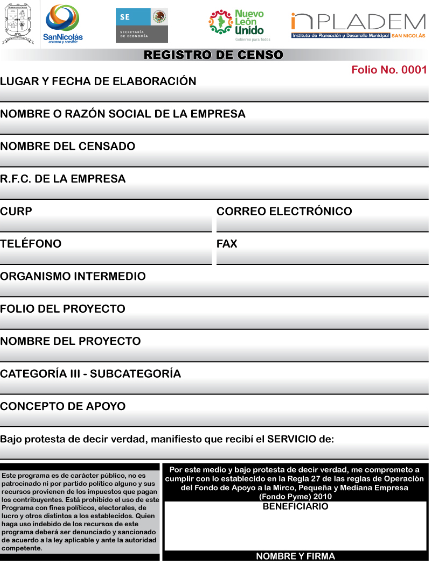 SanNicolás
SE
SECRETARÍA
DE ECONOMÍA
Nuevo
León
Unido
Gobierno para Todos
INPLADEM
Instituto de Planeación y Desarrollo Municipal SAN NICOLÁS
REGISTRO DE CENSO
Folio No. 0001
LUGAR Y FECHA DE ELABORACIÓN
NOMBRE O RAZÓN SOCIAL DE LA EMPRESA
NOMBRE DEL CENSADO
R.F.C. DE LA EMPRESA
CURP CORREO ELECTRÓNICO
TELÉFONO FAX
ORGANISMO INTERMEDIO
FOLIO DEL PROYECTO
NOMBRE DEL PROYECTO
CATEGORÍA III - SUBCATEGORÍA
CONCEPTO DE APOYO
Bajo protesta de decir verdad, manifiesto que recibí el SERVICIO de:
Este programa es de carácter público, no es
patrocinado ni por partido político alguno y sus
recursos provienen de los impuestos que pagan
los contribuyentes. Está prohibido el uso de este
Programa con fines políticos, electorales, de
lucro y otros distintos a los establecidos. Quien
haga uso indebido de los recursos de este
programa deberá ser denunciado y sancionado
de acuerdo a la ley aplicable y ante la autoridad
competente.
Por este medio y bajo protesta de decir verdad, me comprometo a
cumplir con lo establecido en la Regla 27 de las reglas de Operación
del Fondo de Apoyo a la Mirco, Pequeña y Mediana Empresa
(Fondo Pyme) 2010
BENEFICIARIO
NOMBRE Y FIRMA